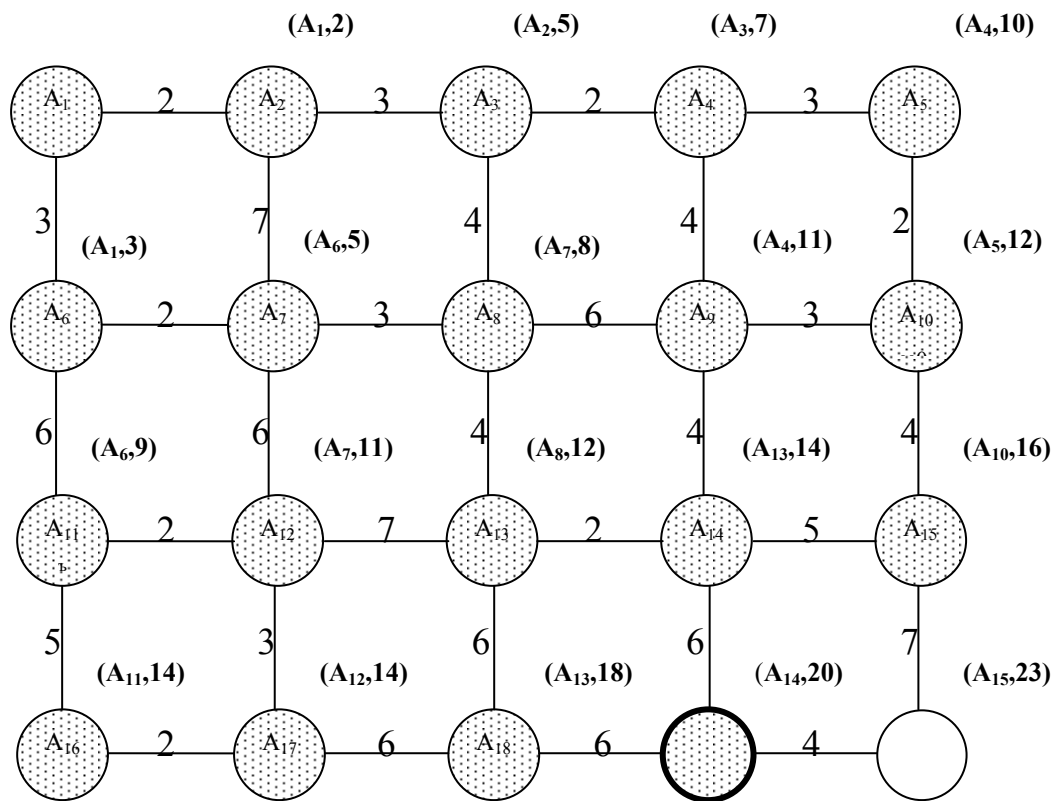 (A₁,2) (A₂,5) (A₃,7) (A₄,10)
A₁ 2 A₂ 3 A₃ 2 A₄ 3 A₅
3 7 4 4 2
(A₁,3) (A₆,5) (A₇,8) (A₄,11) (A₅,12)
A₆ 2 A₇ 3 A₈ 6 A₉ 3 A₁₀
6 6 4 4 4
(A₆,9) (A₇,11) (A₈,12) (A₁₃,14) (A₁₀,16)
A₁₁ 2 A₁₂ 7 A₁₃ 2 A₁₄ 5 A₁₅
ъ
5 3 6 6 7
(A₁₁,14) (A₁₂,14) (A₁₃,18) (A₁₄,20) (A₁₅,23)
A₁₆ 2 A₁₇ 6 A₁₈ 6 4